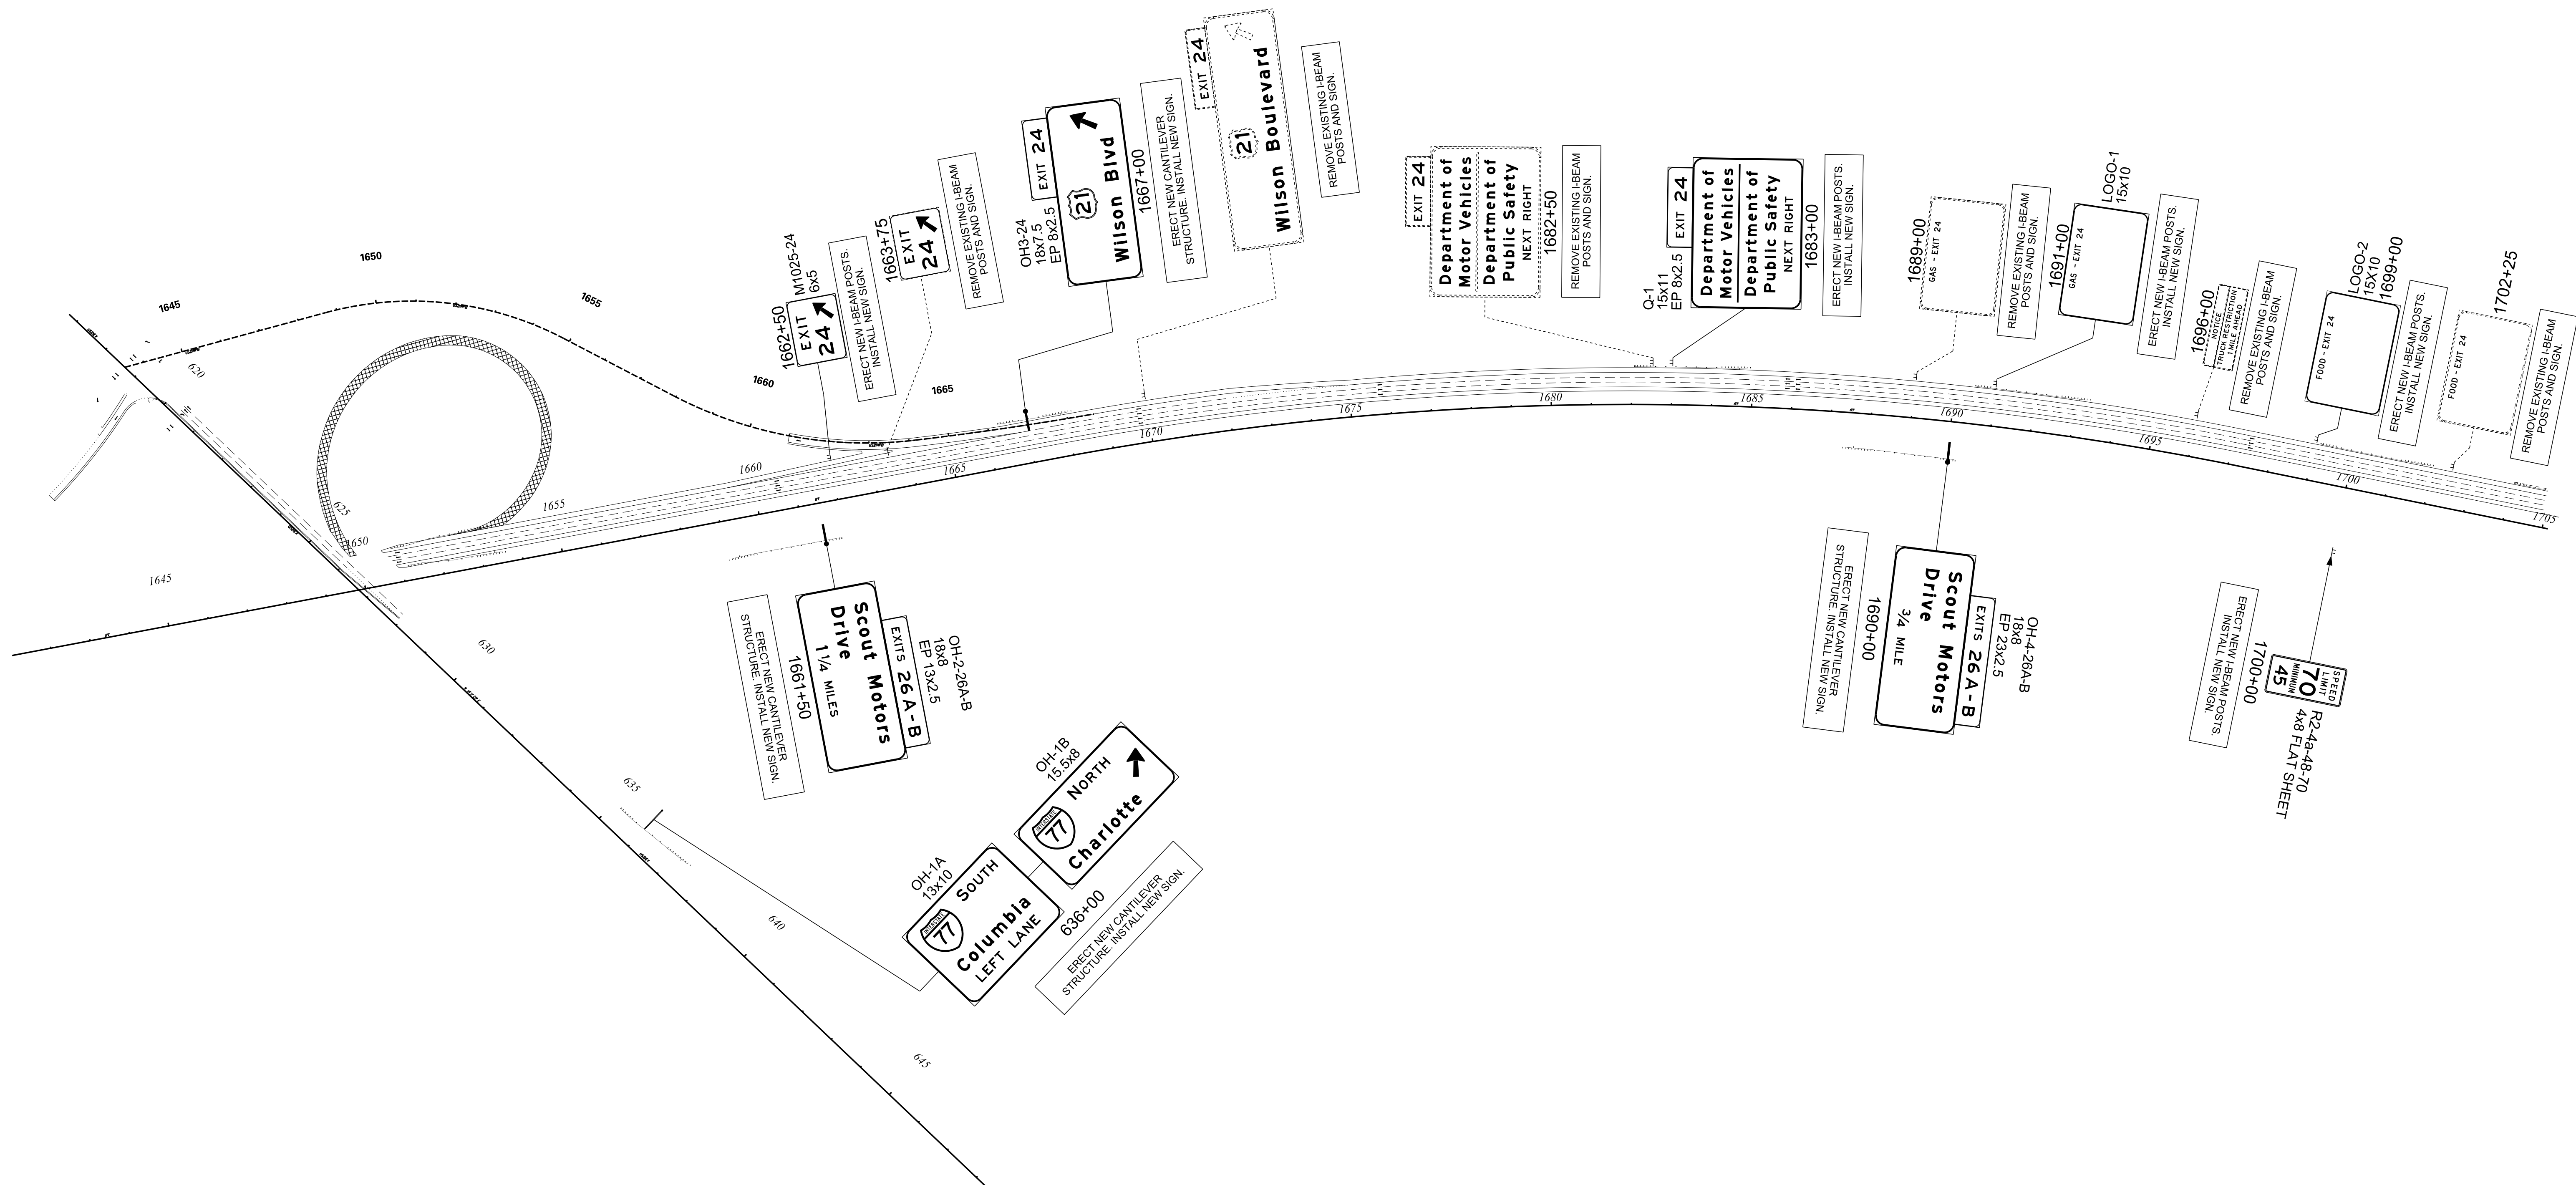 1645
1650
1655
1660
1665
620
625
630
635
640
645
1645
1650
1655
1660
1665
1670
1675
1680
1685
1690
1695
1700
1705
1662+50
M1025-24
6x5
EXIT
24
ERECT NEW I-BEAM POSTS.
INSTALL NEW SIGN.
1663+75
EXIT
24
REMOVE EXISTING I-BEAM
POSTS AND SIGN.
OH3-24
18x7.5
EP 8x2.5
EXIT 24
21
Wilson Blvd
1667+00
ERECT NEW CANTILEVER
STRUCTURE. INSTALL NEW SIGN.
EXIT 24
21
Wilson Boulevard
REMOVE EXISTING I-BEAM
POSTS AND SIGN.
EXIT 24
Department of
Motor Vehicles
Department of
Public Safety
NEXT RIGHT
1682+50
REMOVE EXISTING I-BEAM
POSTS AND SIGN.
Q-1
15x11
EP 8x2.5
EXIT 24
Department of
Motor Vehicles
Department of
Public Safety
NEXT RIGHT
1683+00
ERECT NEW I-BEAM POSTS.
INSTALL NEW SIGN.
1689+00
GAS - EXIT 24
REMOVE EXISTING I-BEAM
POSTS AND SIGN.
1691+00
GAS - EXIT 24
LOGO-1
15x10
ERECT NEW I-BEAM POSTS.
INSTALL NEW SIGN.
1696+00
NOTICE
TRUCK RESTRICTION
1 MILE AHEAD
REMOVE EXISTING I-BEAM
POSTS AND SIGN.
FOOD - EXIT 24
LOGO-2
15X10
1699+00
ERECT NEW I-BEAM POSTS.
INSTALL NEW SIGN.
FOOD - EXIT 24
1702+25
REMOVE EXISTING I-BEAM
POSTS AND SIGN.
OH-2-26A-B
18x8
EP 13x2.5
EXITS 26A-B
Scout Motors
Drive
1 1/4 MILES
1661+50
ERECT NEW CANTILEVER
STRUCTURE. INSTALL NEW SIGN.
OH-1A
13x10
INTERSTATE
77
SOUTH
Columbia
LEFT LANE
OH-1B
15.5x8
INTERSTATE
77
NORTH
Charlotte
636+00
ERECT NEW CANTILEVER
STRUCTURE. INSTALL NEW SIGN.
OH-4-26A-B
18x8
EP 23x2.5
EXITS 26A-B
Scout Motors
Drive
3/4 MILE
1690+00
ERECT NEW CANTILEVER
STRUCTURE. INSTALL NEW SIGN.
SPEED
LIMIT
70
MINIMUM
45
R2-4a-48-70
4x8 FLAT SHEET
1700+00
ERECT NEW I-BEAM POSTS.
INSTALL NEW SIGN.